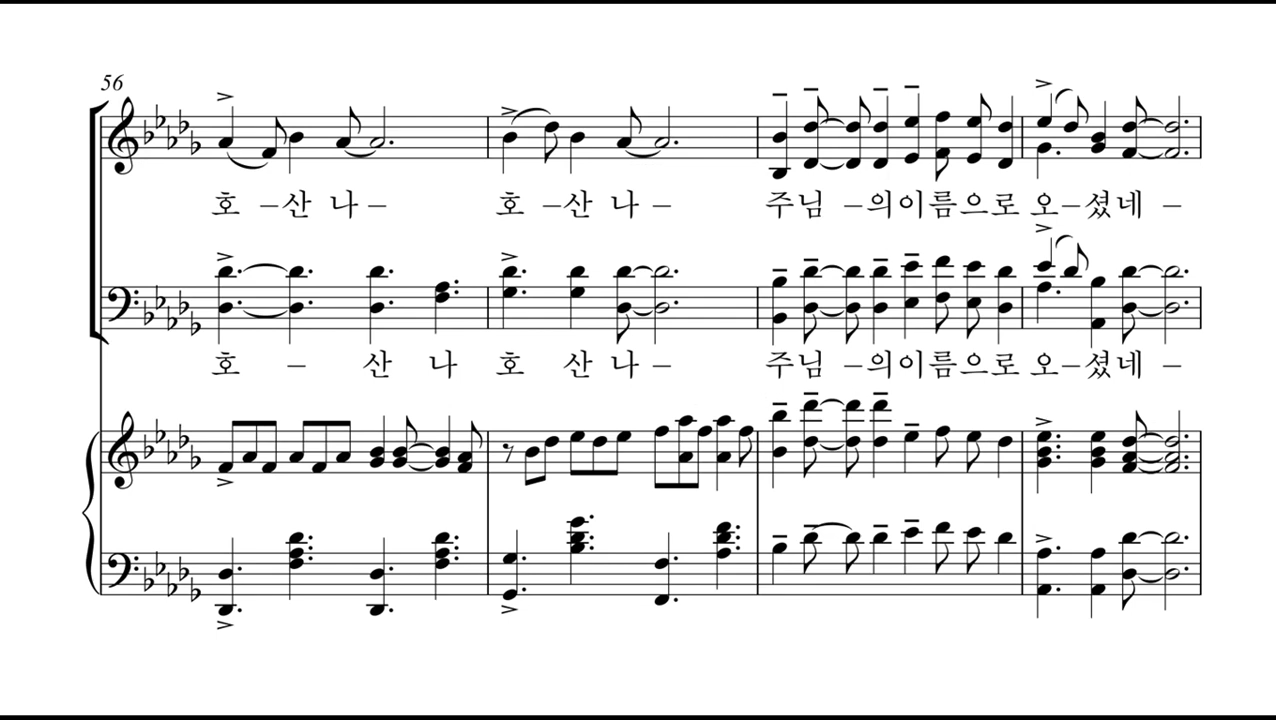 56
호 – 산 나 – 호 – 산 나 – 주님 – 의이름으로 오 – 셨네 –
호 – 산 나 호 산 나 – 주님 – 의이름으로 오 – 셨네 –